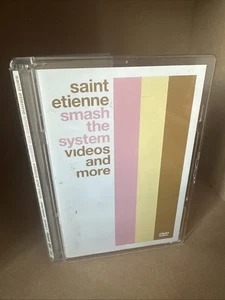 saint
etienne
smash
the
system
videos
and
more